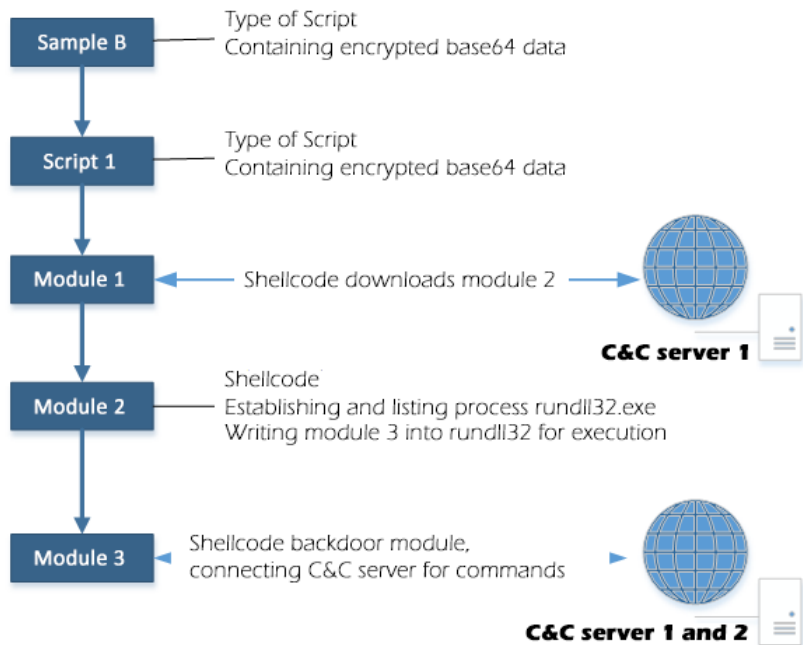 Sample B
Type of Script
Containing encrypted base64 data
Script 1
Type of Script
Containing encrypted base64 data
Module 1
Shellcode downloads module 2
C&C server 1
Module 2
Shellcode
Establishing and listing process rundll32.exe
Writing module 3 into rundll32 for execution
Module 3
Shellcode backdoor module,
connecting C&C server for commands
C&C server 1 and 2